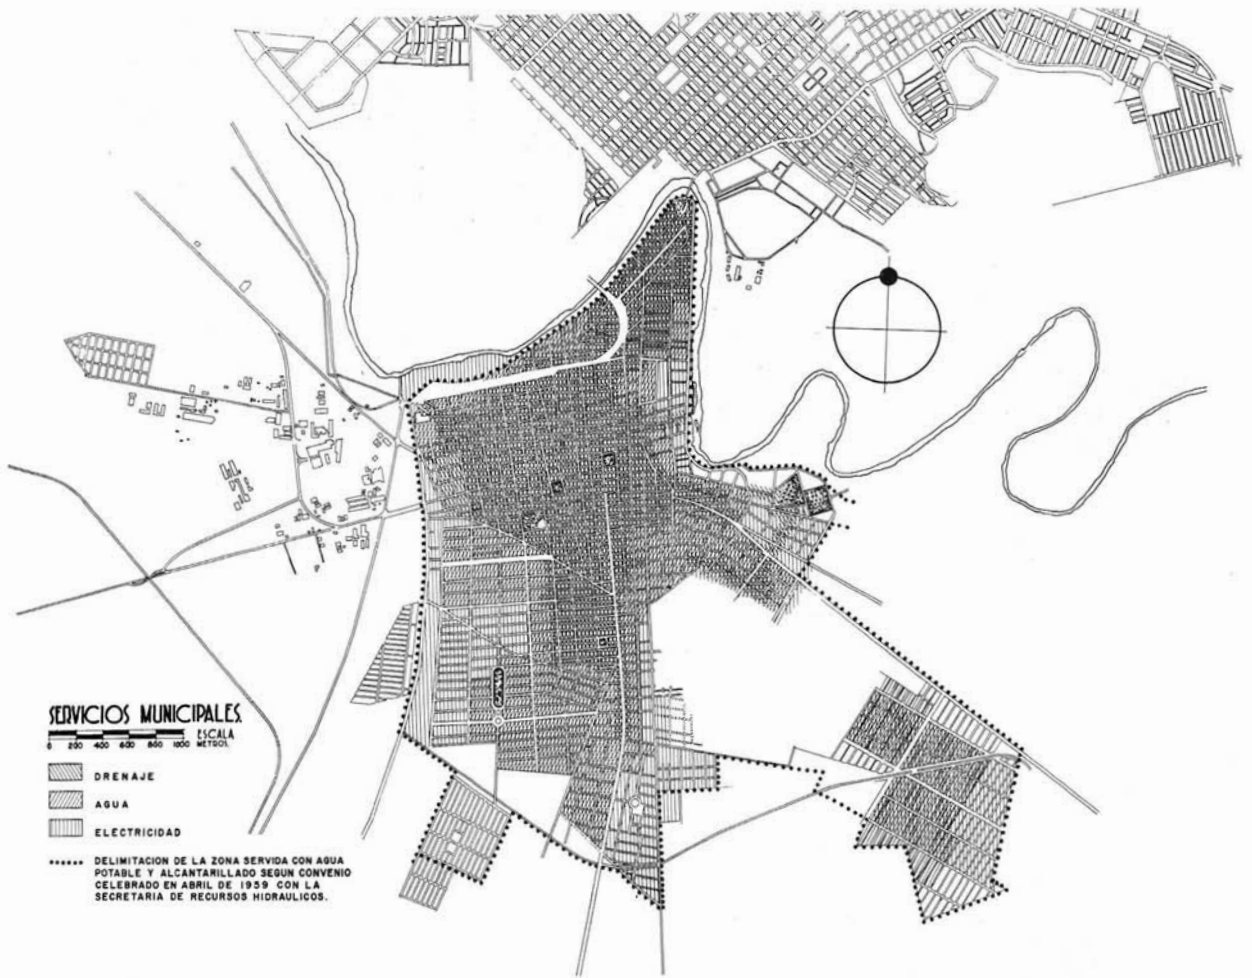 SERVICIOS MUNICIPALES.
0 200 400 600 800 1000 ESCALA METROS.
DRENAJE
AGUA
ELECTRICIDAD
DELIMITACION DE LA ZONA SERVIDA CON AGUA
POTABLE Y ALCANTARILLADO SEGUN CONVENIO
CELEBRADO EN ABRIL DE 1959 CON LA
SECRETARIA DE RECURSOS HIDRAULICOS.